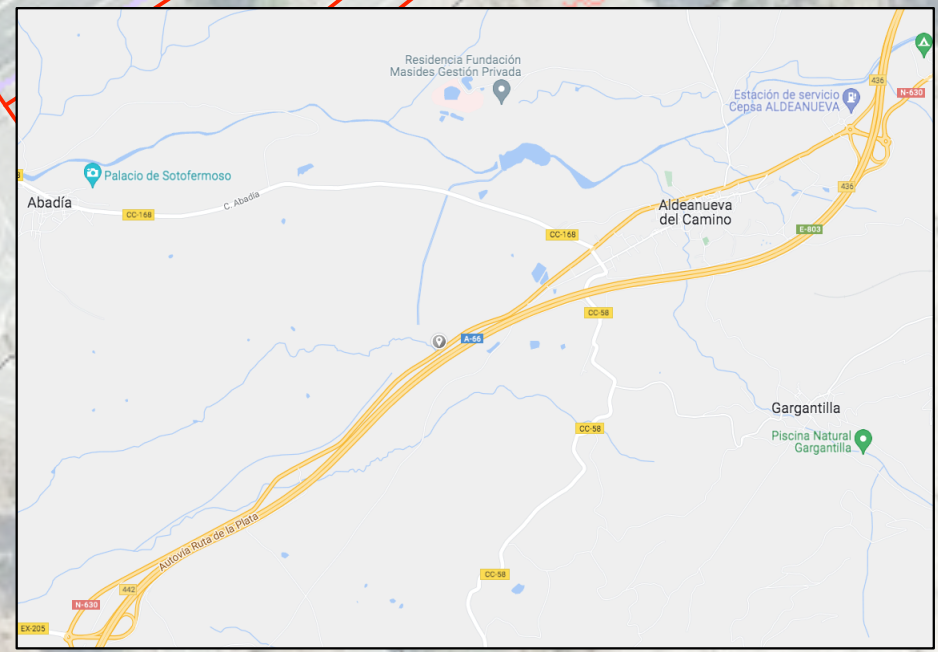 Residencia Fundación
Masides Gestión Privada
436
N-630
Estación de servicio
Cepsa ALDEANUEVA
Palacio de Sotofermoso
436
Abadía
C. Abadía
CC-168
Aldeanueva
del Camino
CC-168
E-803
CC-58
A-66
Gargantilla
CC-58
Piscina Natural
Gargantilla
Autovía Ruta de la Plata
CC-58
442
N-630
EX-205